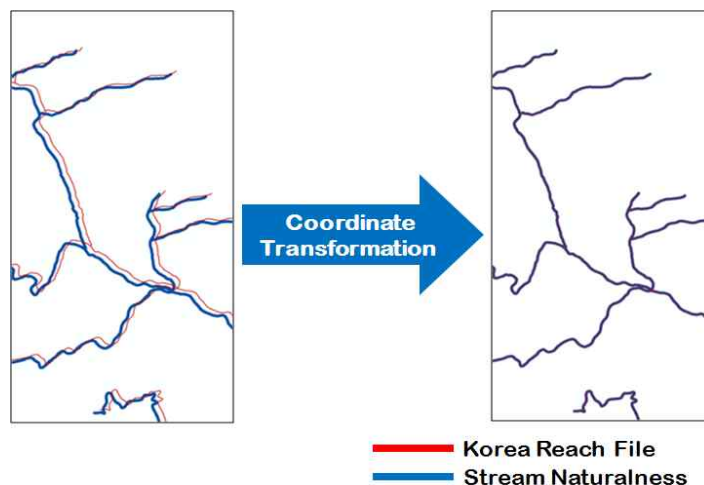 Coordinate
Transformation
Korea Reach File
Stream Naturalness